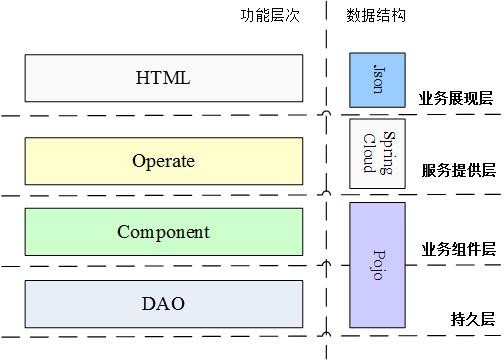 功能层次
数据结构
HTML
Json
业务展现层
Operate
Spring
Cloud
服务提供层
Component
Pojo
业务组件层
DAO
持久层